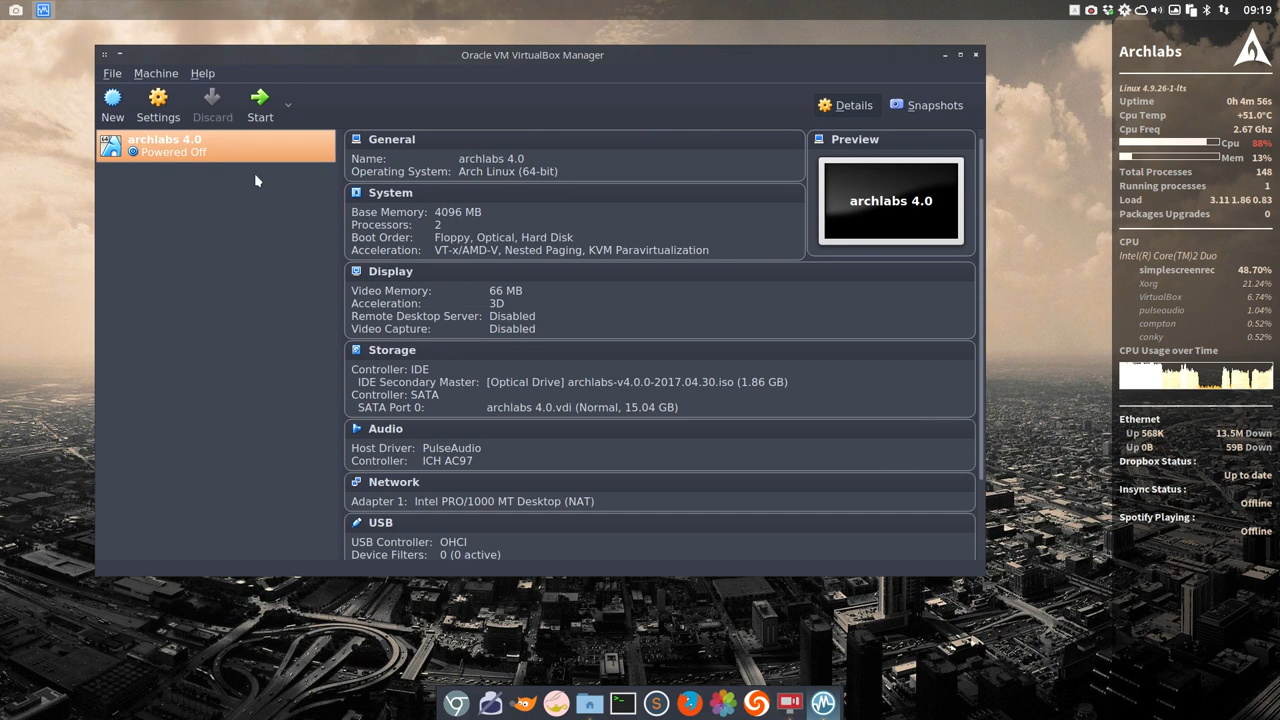 09:19
Oracle VM VirtualBox Manager
File Machine Help
New Settings Discard Start
Details Snapshots
archlabs 4.0
Powered Off
General
Name: archlabs 4.0
Operating System: Arch Linux (64-bit)
System
Base Memory: 4096 MB
Processors: 2
Boot Order: Floppy, Optical, Hard Disk
Acceleration: VT-x/AMD-V, Nested Paging, KVM Paravirtualization
Preview
archlabs 4.0
Display
Video Memory: 66 MB
Acceleration: 3D
Remote Desktop Server: Disabled
Video Capture: Disabled
Storage
Controller: IDE
IDE Secondary Master: [Optical Drive] archlabs-v4.0.0-2017.04.30.iso (1.86 GB)
Controller: SATA
SATA Port 0: archlabs 4.0.vdi (Normal, 15.04 GB)
Audio
Host Driver: PulseAudio
Controller: ICH AC97
Network
Adapter 1: Intel PRO/1000 MT Desktop (NAT)
USB
USB Controller: OHCI
Device Filters: 0 (0 active)
Archlabs
Linux 4.9.26-1-lts
Uptime 0h 4m 56s
Cpu Temp +51.0°C
Cpu Freq 2.67 Ghz
Cpu 88%
Mem 13%
Total Processes 148
Running processes 1
Load 3.11 1.86 0.83
Packages Upgrades 0
CPU
Intel(R) Core(TM)2 Duo
simplescreenrec 48.70%
Xorg 21.24%
VirtualBox 6.74%
pulseaudio 1.04%
compton 0.52%
conky 0.52%
CPU Usage over Time
Ethernet
Up 568K 13.5M Down
Up 0B 59B Down
Dropbox Status :
Up to date
Insync Status :
Offline
Spotify Playing :
Offline